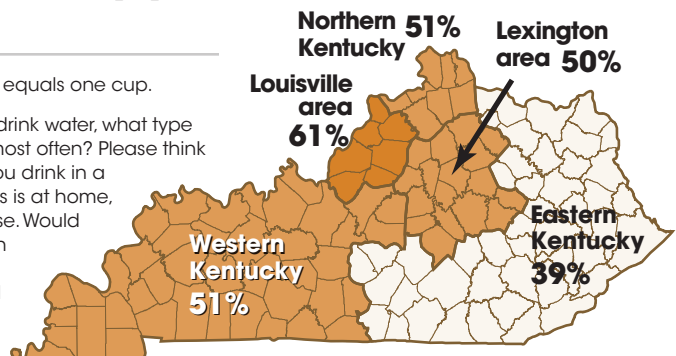 equals one cup.
drink water, what type
most often? Please think
ou drink in a
s is at home,
se. Would
Northern 51%
Kentucky
Lexington
area 50%
Louisville
area
61%
Western
Kentucky
51%
Eastern
Kentucky
39%